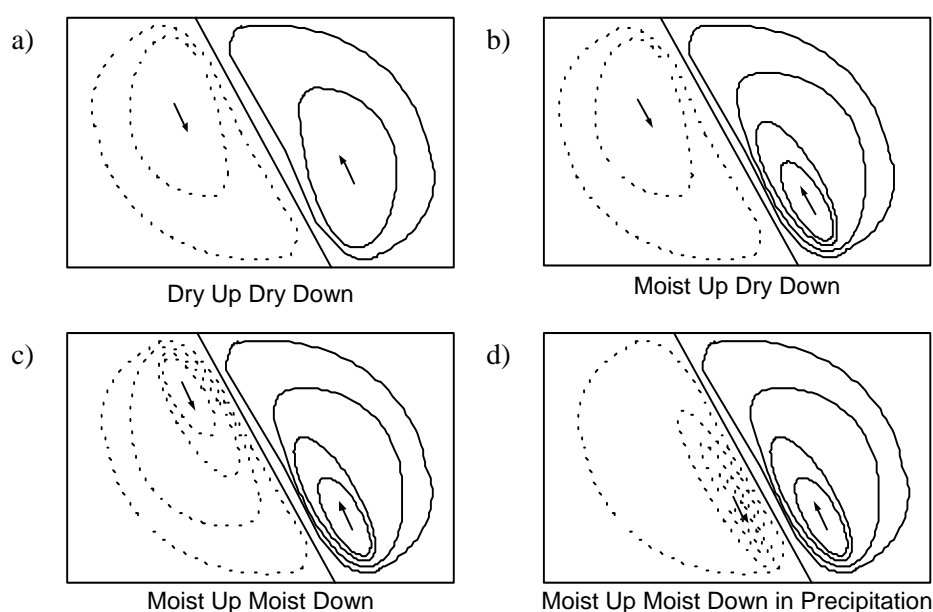 a)
Dry Up Dry Down
b)
Moist Up Dry Down
c)
Moist Up Moist Down
d)
Moist Up Moist Down in Precipitation